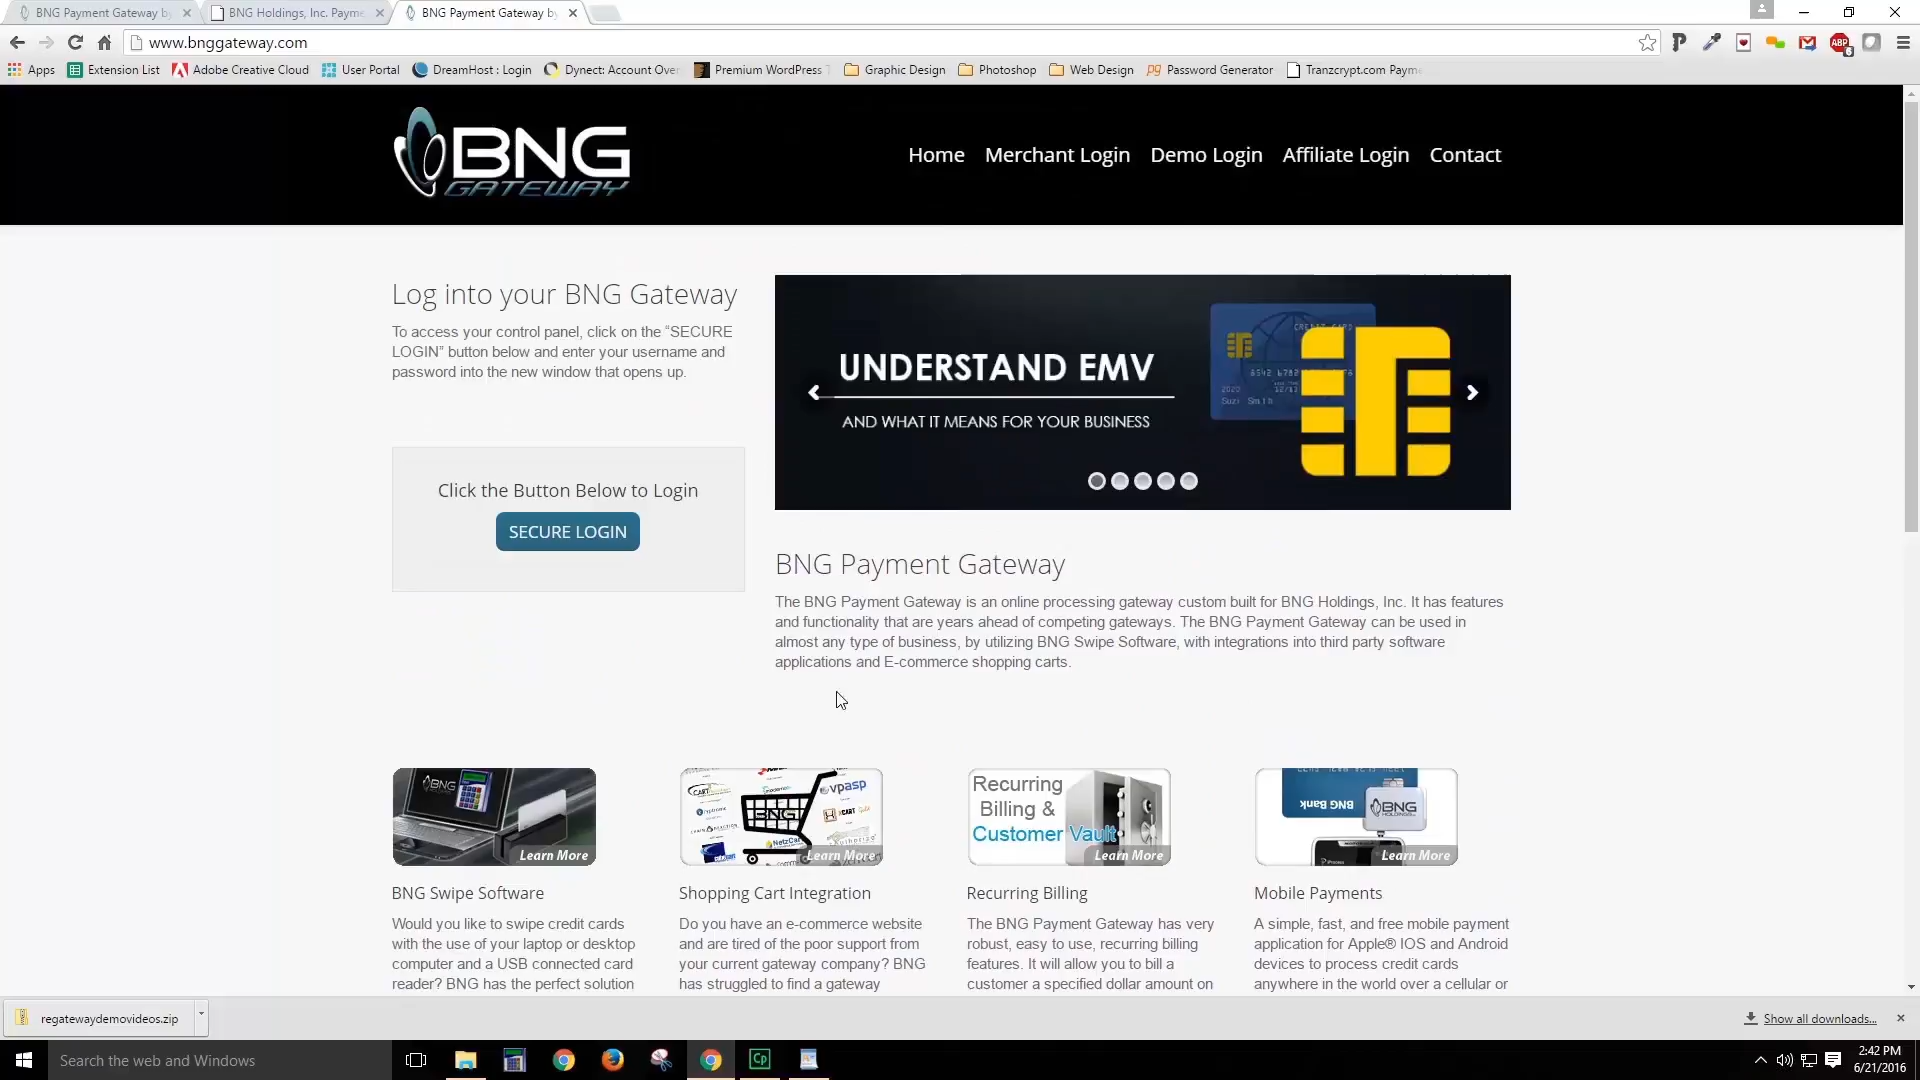 BNG Payment Gateway by
BNG Holdings, Inc. Payme
BNG Payment Gateway by
www.bnggateway.com
Apps
Extension List
Adobe Creative Cloud
User Portal
DreamHost : Login
Dynect: Account Over
Premium WordPress T
Graphic Design
Photoshop
Web Design
pg Password Generator
Tranzcrypt.com Payme
BNG
GATEWAY
Home Merchant Login Demo Login Affiliate Login Contact
Log into your BNG Gateway
To access your control panel, click on the “SECURE
LOGIN” button below and enter your username and
password into the new window that opens up.
Click the Button Below to Login
SECURE LOGIN
UNDERSTAND EMV
AND WHAT IT MEANS FOR YOUR BUSINESS
BNG Payment Gateway
The BNG Payment Gateway is an online processing gateway custom built for BNG Holdings, Inc. It has features
and functionality that are years ahead of competing gateways. The BNG Payment Gateway can be used in
almost any type of business, by utilizing BNG Swipe Software, with integrations into third party software
applications and E-commerce shopping carts.
BNG
Learn More
BNG Swipe Software
Would you like to swipe credit cards
with the use of your laptop or desktop
computer and a USB connected card
reader? BNG has the perfect solution
vpasp
BNG
NetzCar
Learn More
Shopping Cart Integration
Do you have an e-commerce website
and are tired of the poor support from
your current gateway company? BNG
has struggled to find a gateway
Recurring
Billing &
Customer Vault
Learn More
Recurring Billing
The BNG Payment Gateway has very
robust, easy to use, recurring billing
features. It will allow you to bill a
customer a specified dollar amount on
BNG Bank
BNG
HOLDINGS, INC.
Process
Learn More
Mobile Payments
A simple, fast, and free mobile payment
application for Apple® IOS and Android
devices to process credit cards
anywhere in the world over a cellular or
regatewaydemovideos.zip
Show all downloads...
Search the web and Windows
Cp
2:42 PM
6/21/2016